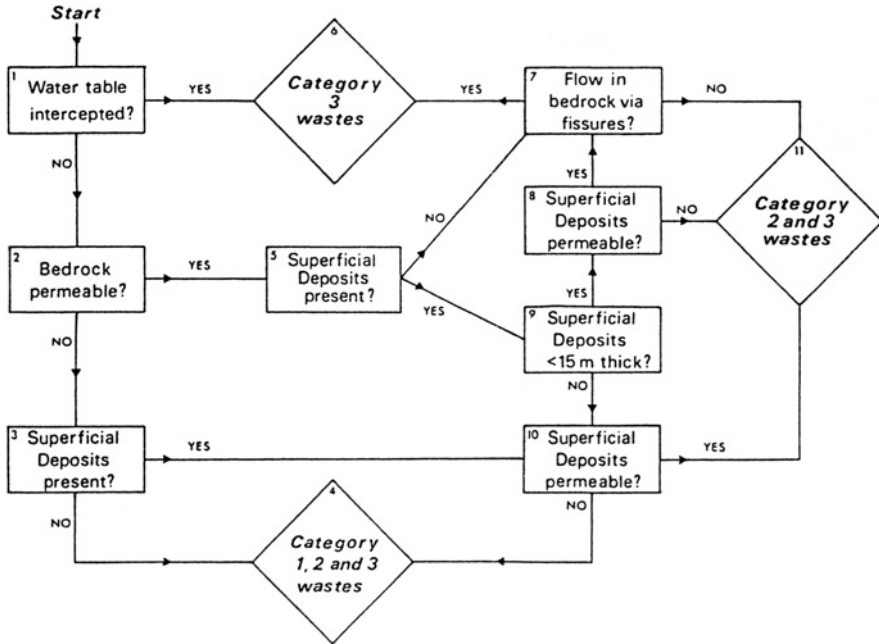 Start
1
Water table
intercepted?
YES
NO
6
Category
3
wastes
YES
7
Flow in
bedrock via
fissures?
NO
YES
11
Category
2 and 3
wastes
8
Superficial
Deposits
permeable?
NO
YES
2
Bedrock
permeable?
YES
NO
5
Superficial
Deposits
present?
NO
YES
9
Superficial
Deposits
<15 m thick?
NO
3
Superficial
Deposits
present?
YES
NO
10
Superficial
Deposits
permeable?
YES
NO
4
Category
1, 2 and 3
wastes